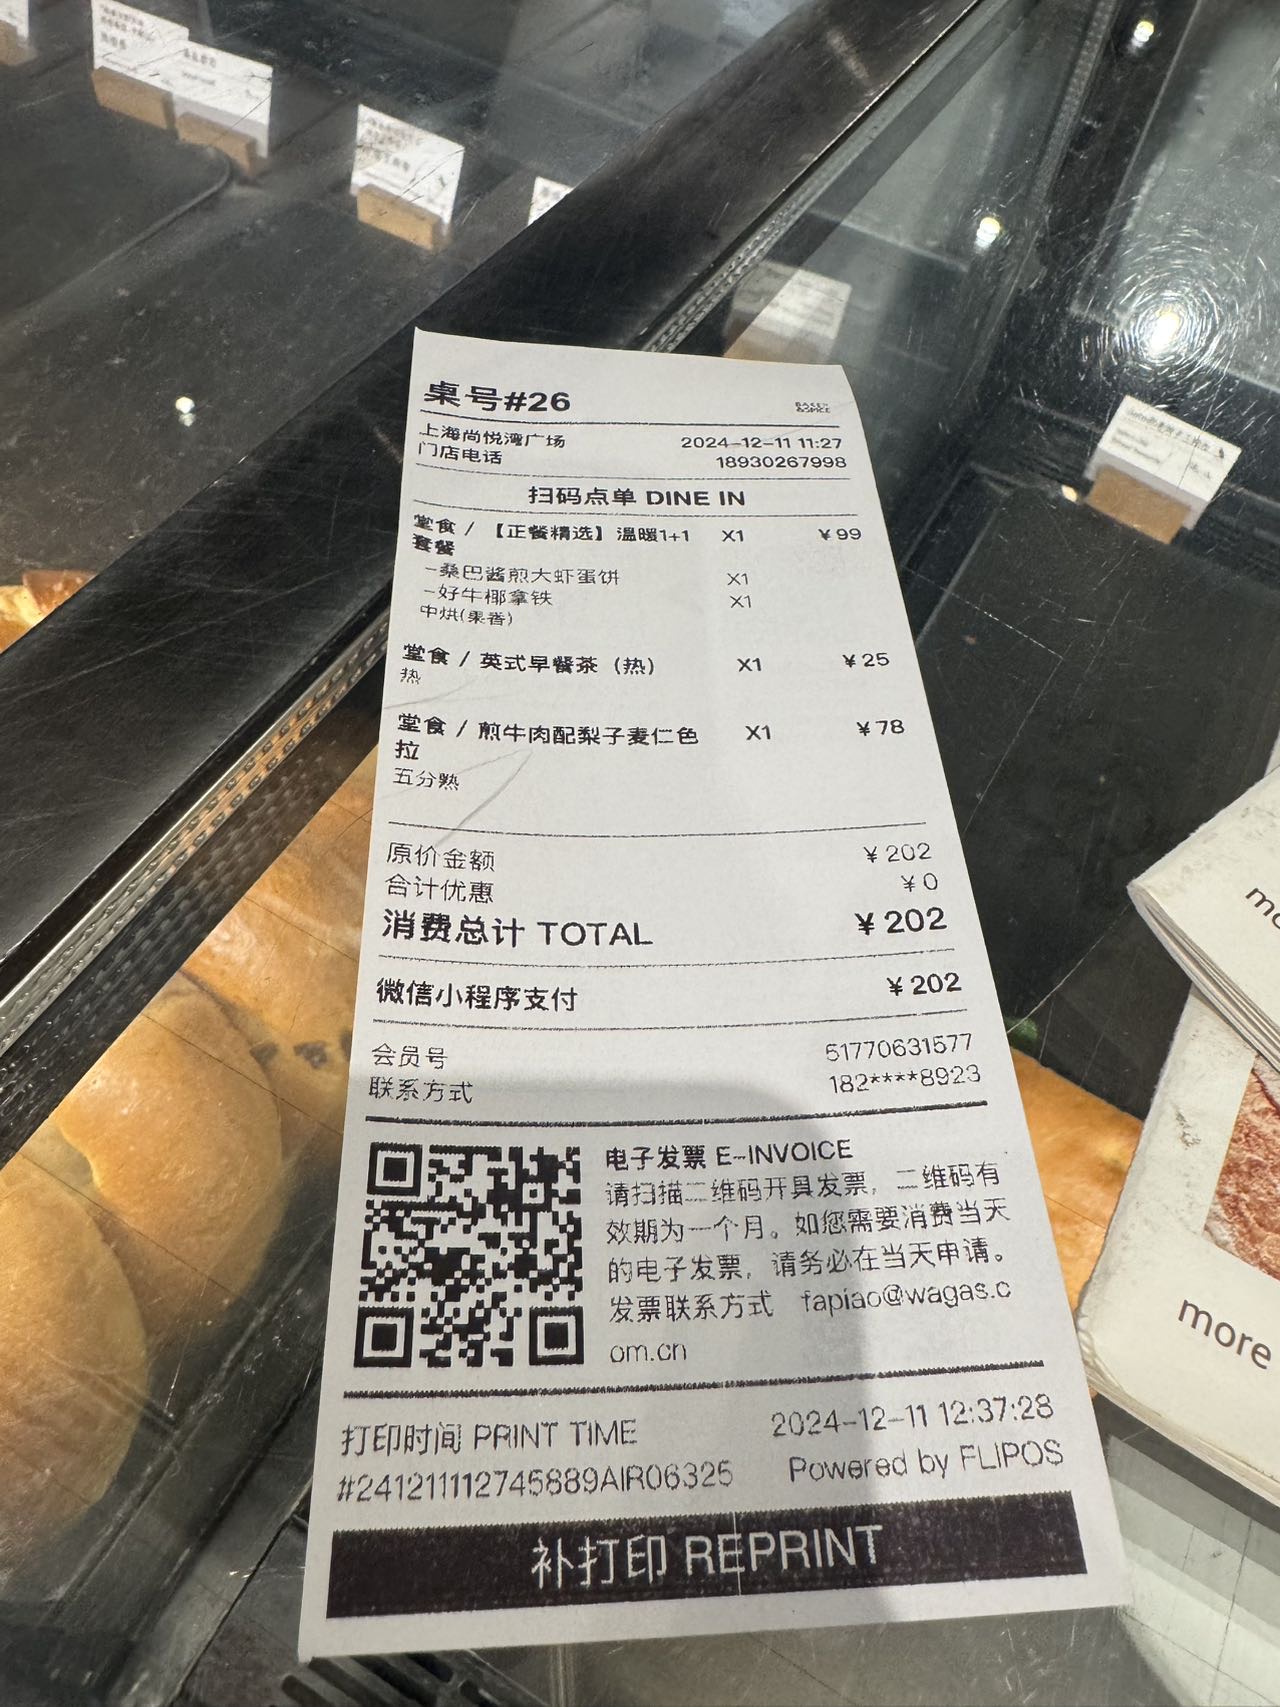 桌号#26
BAKER
&SPICE
上海尚悦湾广场 2024-12-11 11:27
门店电话 18930267998
扫码点单 DINE IN
堂食 / 【正餐精选】温暖1+1 X1 ¥99
套餐
-桑巴酱煎大虾蛋饼 X1
-好牛椰拿铁 X1
中烘(果香)
堂食 / 英式早餐茶（热） X1 ¥25
热
堂食 / 煎牛肉配梨子麦仁色 X1 ¥78
拉
五分熟
原价金额 ¥202
合计优惠 ¥0
消费总计 TOTAL ¥202
微信小程序支付 ¥202
会员号 51770631577
联系方式 182****8923
电子发票 E-INVOICE
请扫描二维码开具发票，二维码有
效期为一个月。如您需要消费当天
的电子发票，请务必在当天申请。
发票联系方式 fapiao@wagas.c
om.cn
打印时间 PRINT TIME 2024-12-11 12:37:28
#241211112745889AIR06325 Powered by FLIPOS
补打印 REPRINT
more